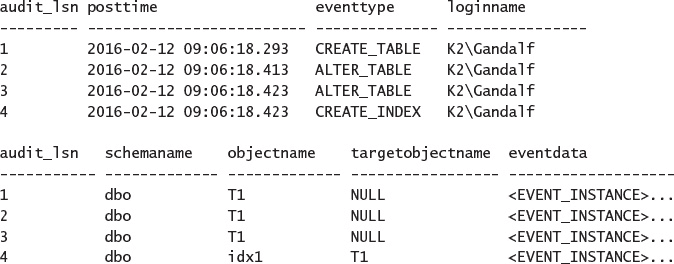 audit_lsn posttime                eventtype    loginname
--------- ----------------------- ------------ ---------------
1         2016-02-12 09:06:18.293 CREATE_TABLE K2\Gandalf
2         2016-02-12 09:06:18.413 ALTER_TABLE  K2\Gandalf
3         2016-02-12 09:06:18.423 ALTER_TABLE  K2\Gandalf
4         2016-02-12 09:06:18.423 CREATE_INDEX K2\Gandalf
audit_lsn  schemaname  objectname  targetobjectname eventdata
---------- ----------- ----------- ---------------- -------------------
1          dbo         T1          NULL             <EVENT_INSTANCE>...
2          dbo         T1          NULL             <EVENT_INSTANCE>...
3          dbo         T1          NULL             <EVENT_INSTANCE>...
4          dbo         idx1        T1               <EVENT_INSTANCE>...